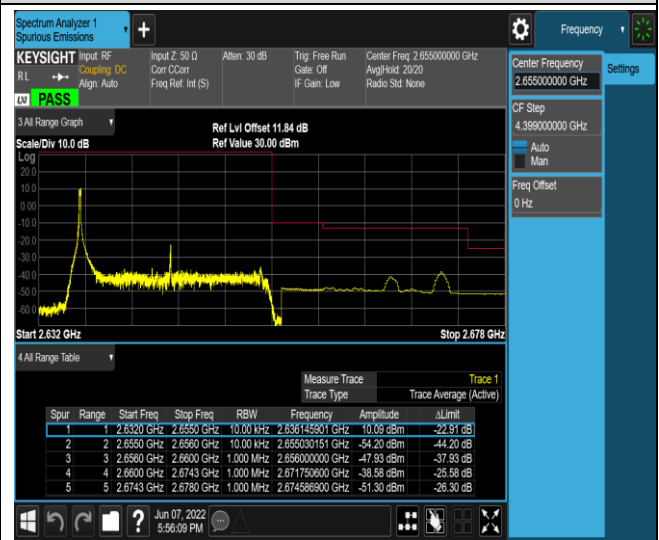 Spectrum Analyzer 1
Spurious Emissions
+
Frequency
KEYSIGHT Input: RF Input Z: 50 Ω Atten: 30 dB Trig: Free Run Center Freq: 2.655000000 GHz
RL Coupling: DC Corr CCorr Gate: Off Avg|Hold: 20/20
Align: Auto Freq Ref: Int (S) IF Gain: Low Radio Std: None
LXI PASS
Center Frequency
2.655000000 GHz
Settings
CF Step
4.399000000 GHz
Auto
Man
Freq Offset
0 Hz
3 All Range Graph
Ref Lvl Offset 11.84 dB
Scale/Div 10.0 dB Ref Value 30.00 dBm
Log
20.0
10.0
0.00
-10.0
-20.0
-30.0
-40.0
-50.0
-60.0
Start 2.632 GHz Stop 2.678 GHz
4 All Range Table
Measure Trace Trace 1
Trace Type Trace Average (Active)
Spur Range Start Freq Stop Freq RBW Frequency Amplitude ΔLimit
1 1 2.6320 GHz 2.6550 GHz 10.00 kHz 2.636145901 GHz 10.09 dBm -22.91 dB
2 2 2.6550 GHz 2.6560 GHz 10.00 kHz 2.655030151 GHz -54.20 dBm -44.20 dB
3 3 2.6560 GHz 2.6600 GHz 1.000 MHz 2.656000000 GHz -47.93 dBm -37.93 dB
4 4 2.6600 GHz 2.6743 GHz 1.000 MHz 2.671750600 GHz -38.58 dBm -25.58 dB
5 5 2.6743 GHz 2.6780 GHz 1.000 MHz 2.674586900 GHz -51.30 dBm -26.30 dB
?
Jun 07, 2022
5:56:09 PM